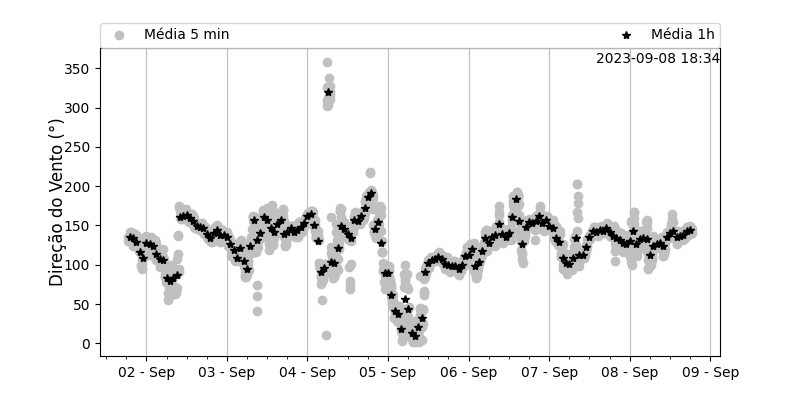 Média 5 min
Média 1h
2023-09-08 18:34
Direção do Vento (°)
350
300
250
200
150
100
50
0
02 - Sep
03 - Sep
04 - Sep
05 - Sep
06 - Sep
07 - Sep
08 - Sep
09 - Sep